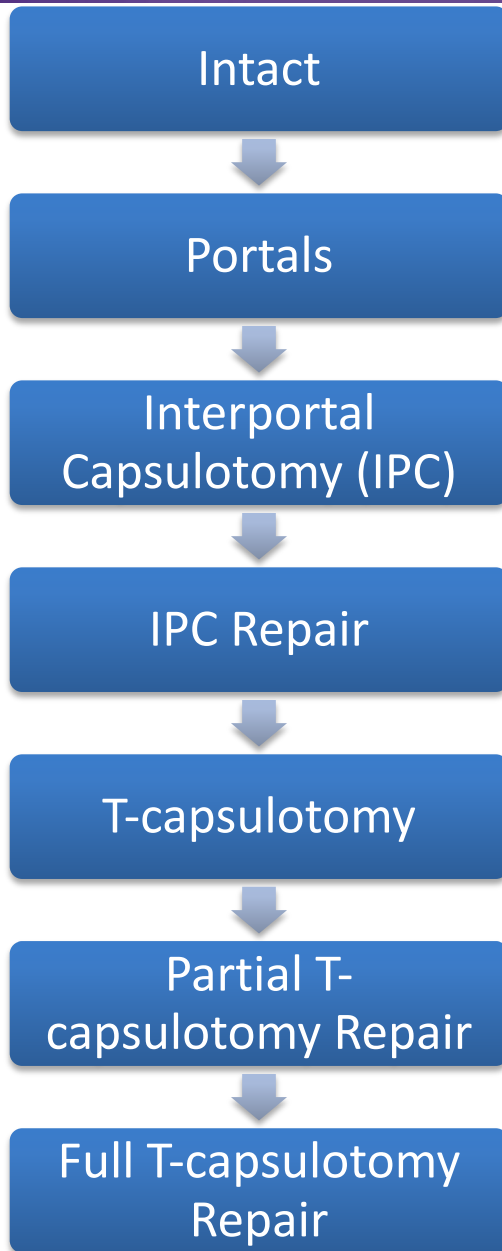 Intact
Portals
Interportal
Capsulotomy (IPC)
IPC Repair
T-capsulotomy
Partial T-
capsulotomy Repair
Full T-capsulotomy
Repair